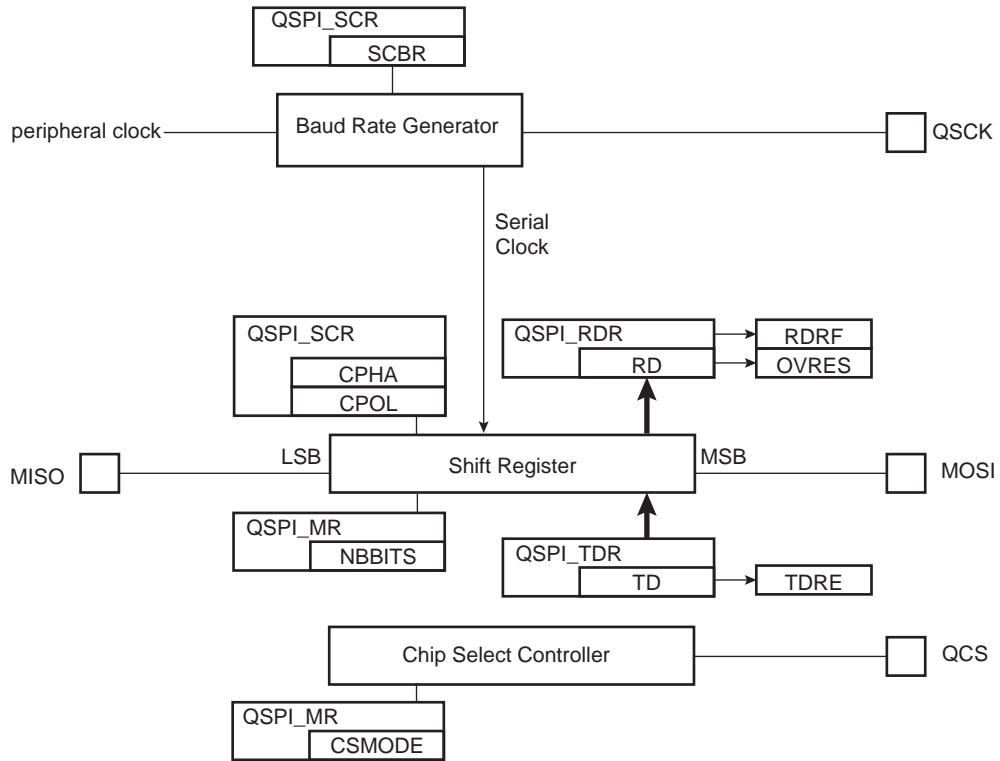 QSPI_SCR
SCBR
peripheral clock
Baud Rate Generator
QSCK
Serial
Clock
QSPI_SCR
CPHA
CPOL
QSPI_RDR
RD
RDRF
OVRES
MISO
LSB
Shift Register
MSB
MOSI
QSPI_MR
NBBITS
QSPI_TDR
TD
TDRE
Chip Select Controller
QCS
QSPI_MR
CSMODE